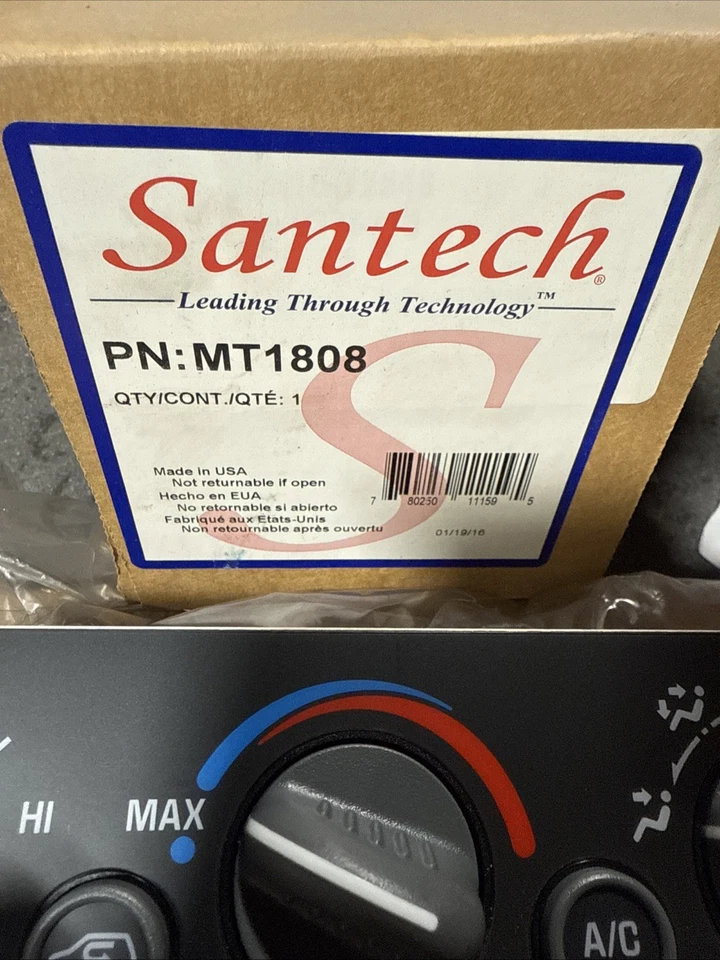 Santech®
Leading Through Technology™
PN:MT1808
QTY/CONT./QTÉ: 1
Made in USA
Not returnable if open
Hecho en EUA
No retornable si abierto
Fabriqué aux États-Unis
Non retournable après ouvertu
7 80250 11159 5
01/19/16
HI
MAX
A/C